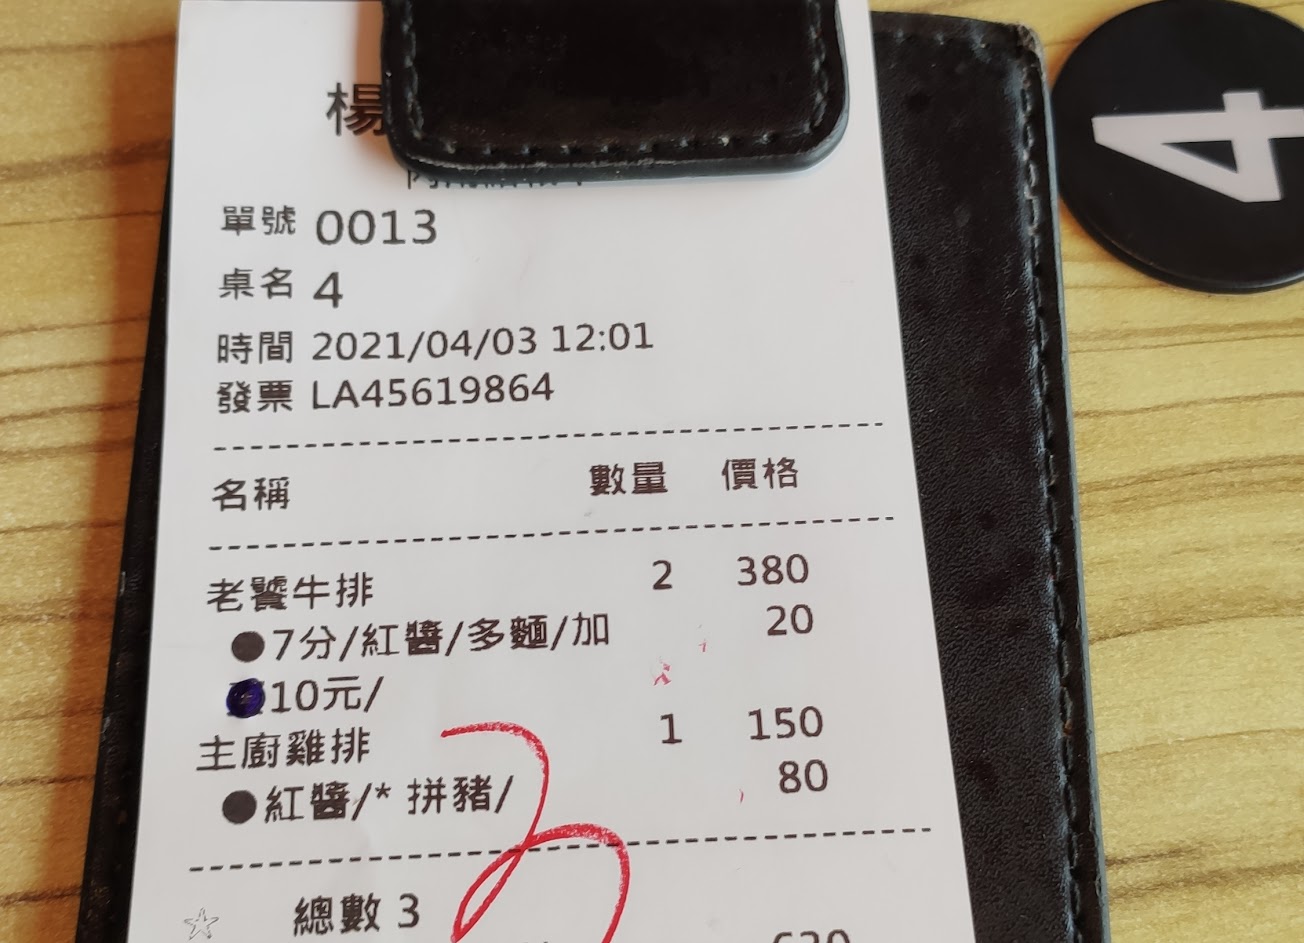 楊
單號 0013
桌名 4
時間 2021/04/03 12:01
發票 LA45619864
名稱 數量 價格
老饕牛排 2 380
●7分/紅醬/多麵/加 20
10元/
主廚雞排 1 150
●紅醬/* 拼豬/ 80
總數 3
4